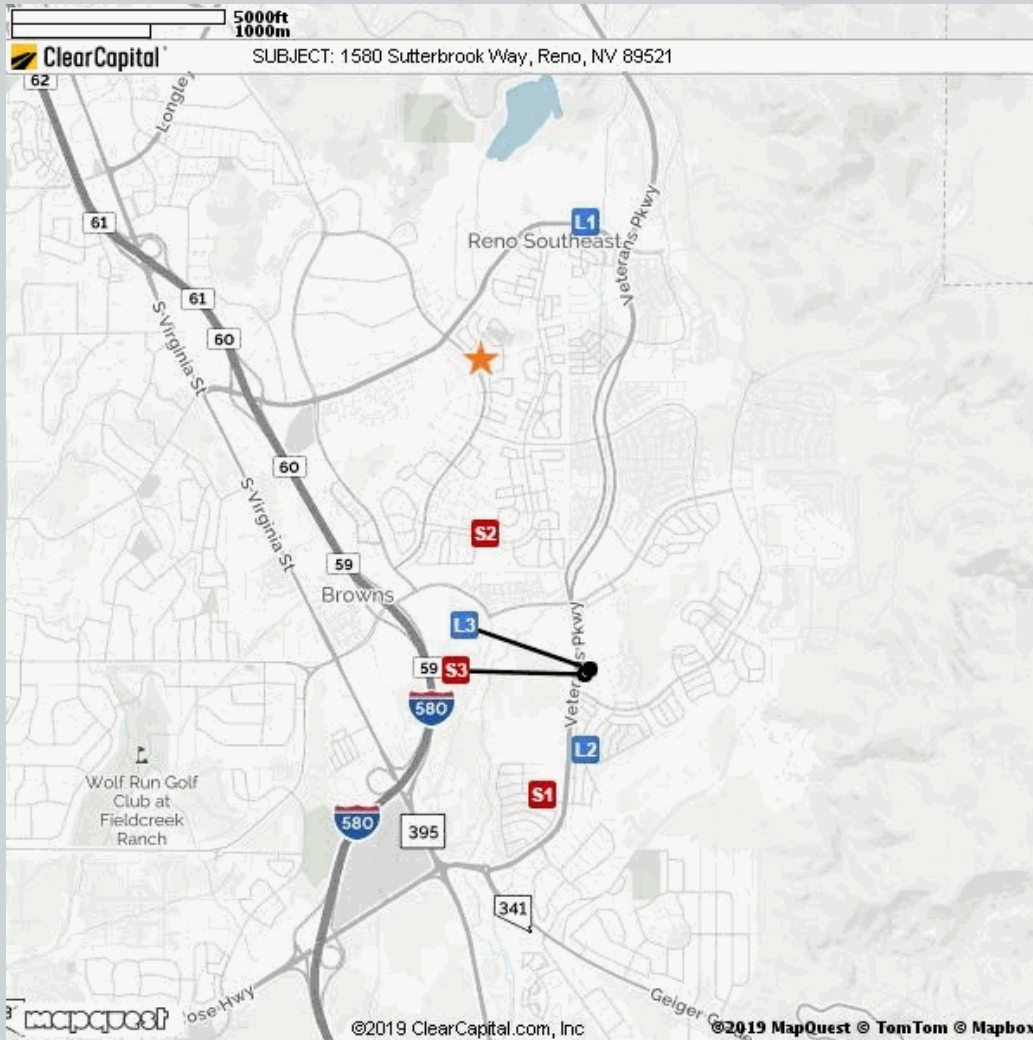 5000ft
1000m
ClearCapital
SUBJECT: 1580 Sutterbrook Way, Reno, NV 89521
62
Longley
61
L1
Reno Southeast
Veterans Pkwy
61
60
S Virginia St
60
S Virginia St
S2
59
Browns
L3
Veterans Pkwy
59
S3
580
L2
Wolf Run Golf
Club at
Fieldcreek
Ranch
S1
580
395
341
ose Hwy
Geiger G
mapquest
©2019 ClearCapital.com, Inc
©2019 MapQuest © TomTom © Mapbox